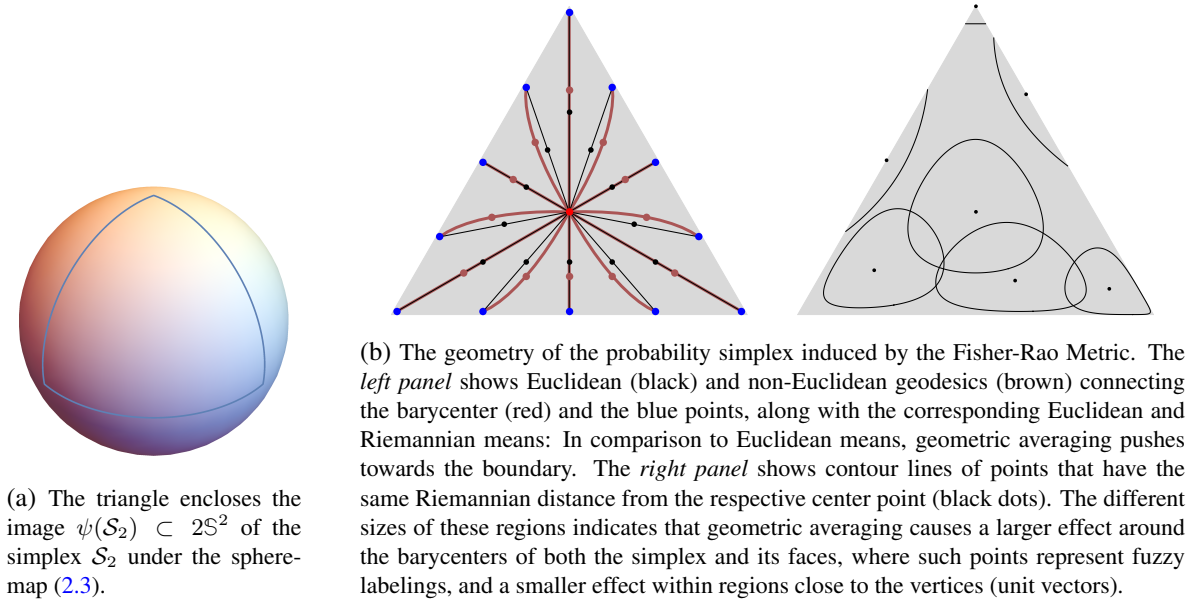 (a) The triangle encloses the
image ψ(𝒮₂) ⊂ 2𝕊² of the
simplex 𝒮₂ under the sphere-
map (2.3).
(b) The geometry of the probability simplex induced by the Fisher-Rao Metric. The
left panel shows Euclidean (black) and non-Euclidean geodesics (brown) connecting
the barycenter (red) and the blue points, along with the corresponding Euclidean and
Riemannian means: In comparison to Euclidean means, geometric averaging pushes
towards the boundary. The right panel shows contour lines of points that have the
same Riemannian distance from the respective center point (black dots). The different
sizes of these regions indicates that geometric averaging causes a larger effect around
the barycenters of both the simplex and its faces, where such points represent fuzzy
labelings, and a smaller effect within regions close to the vertices (unit vectors).